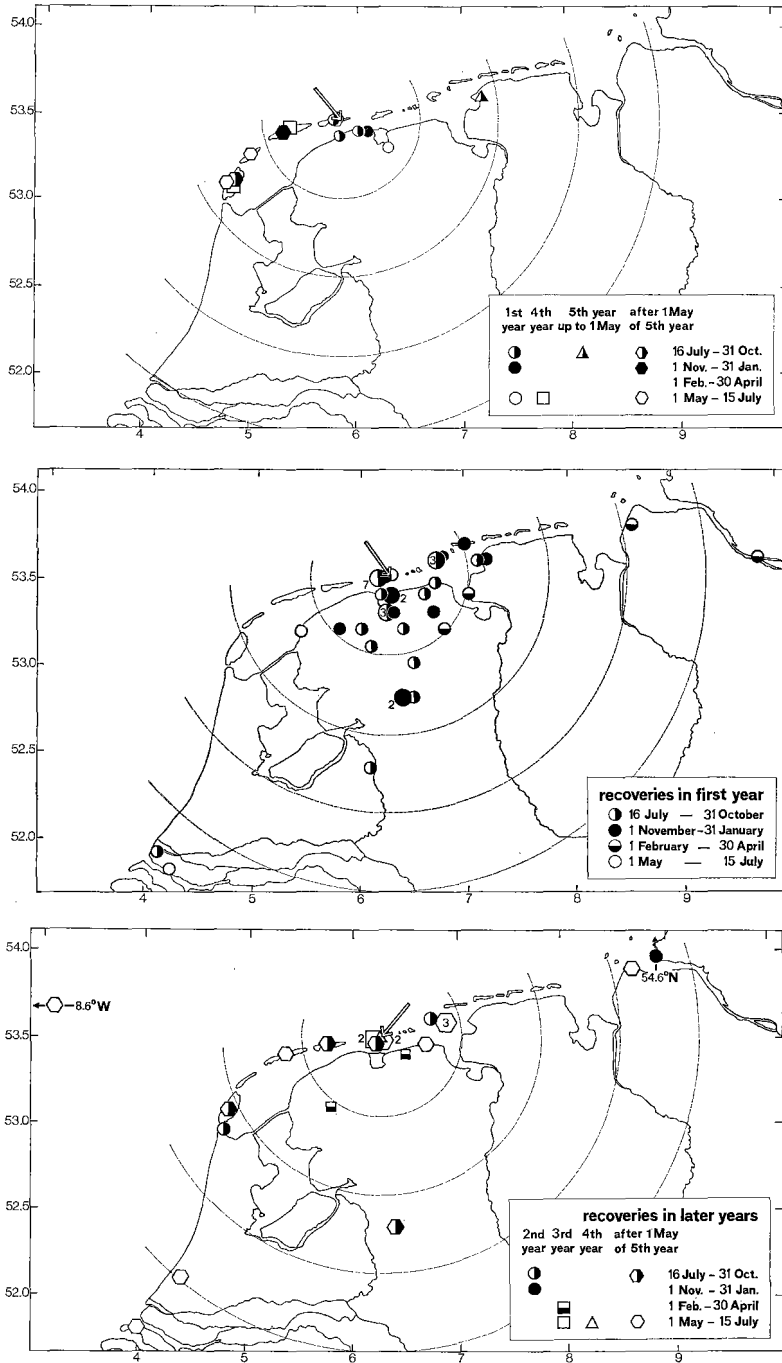 54.0
53.5
53.0
52.0
4 5 6 7 8 9
1st 4th 5th year after 1 May
year year up to 1 May of 5th year
16 July – 31 Oct.
1 Nov. – 31 Jan.
1 Feb. – 30 April
1 May – 15 July
54.0
53.5
53.0
52.5
52.0
3
7
2
3
2
4 5 6 7 8 9
recoveries in first year
16 July — 31 October
1 November – 31 January
1 February — 30 April
1 May — 15 July
54.0
53.5
53.0
52.5
52.0
8.6°W
54.6°N
3
2 2
4 5 6 7 8 9
recoveries in later years
2nd 3rd 4th after 1 May
year year year of 5th year
16 July – 31 Oct.
1 Nov. – 31 Jan.
1 Feb. – 30 April
1 May – 15 July